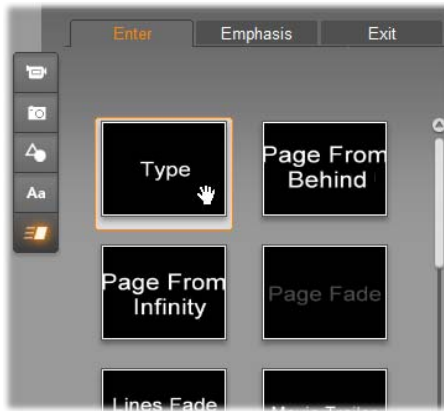 Enter Emphasis Exit
Aa
Type
Page From
Behind
Page From
Infinity
Page Fade
Lines Fade